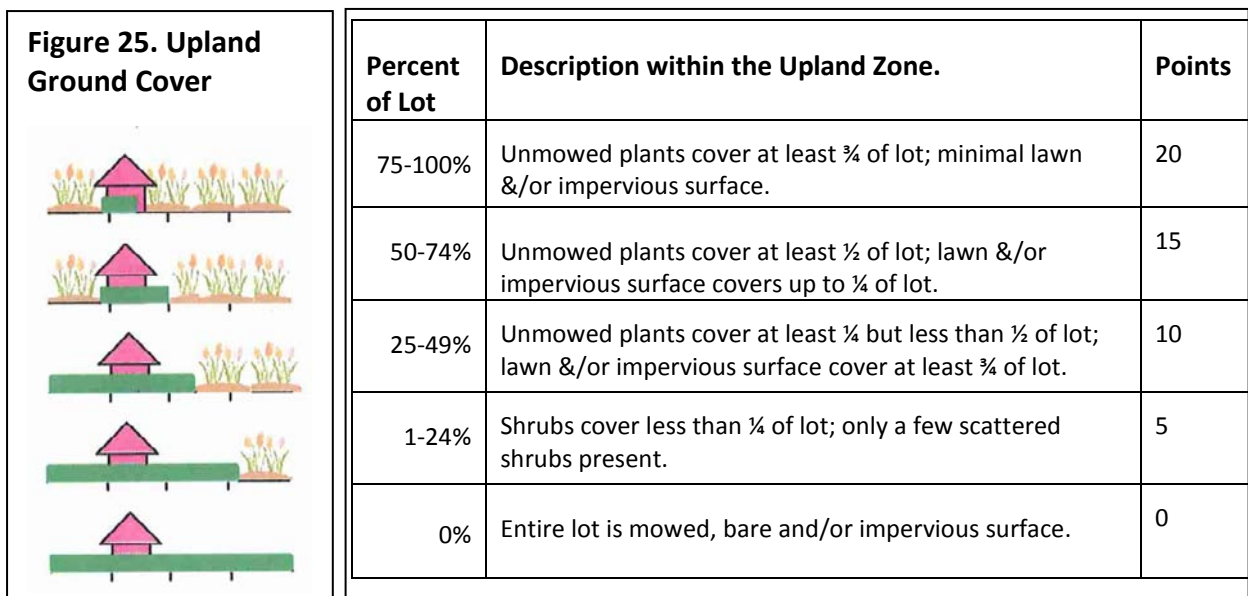 Figure 25. Upland
Ground Cover
Percent
of Lot
Description within the Upland Zone.
Points
75-100%
Unmowed plants cover at least ¾ of lot; minimal lawn
&/or impervious surface.
20
50-74%
Unmowed plants cover at least ½ of lot; lawn &/or
impervious surface covers up to ¼ of lot.
15
25-49%
Unmowed plants cover at least ¼ but less than ½ of lot;
lawn &/or impervious surface cover at least ¾ of lot.
10
1-24%
Shrubs cover less than ¼ of lot; only a few scattered
shrubs present.
5
0%
Entire lot is mowed, bare and/or impervious surface.
0